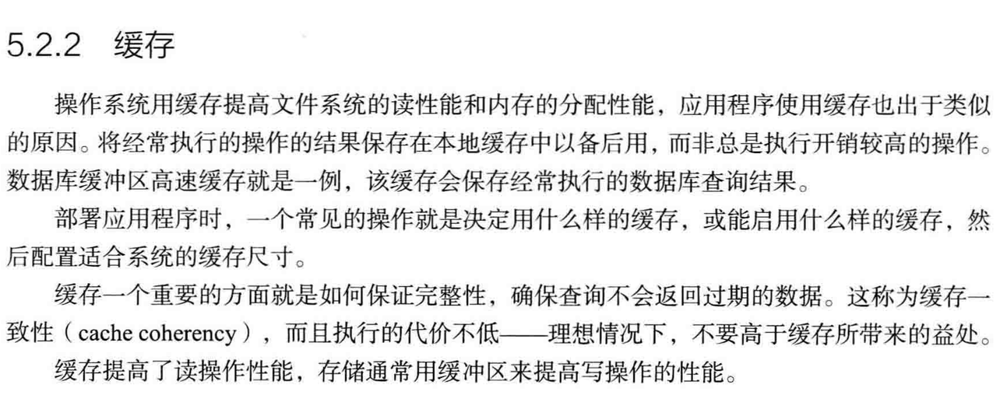 5.2.2 缓存
操作系统用缓存提高文件系统的读性能和内存的分配性能，应用程序使用缓存也出于类似
的原因。将经常执行的操作的结果保存在本地缓存中以备后用，而非总是执行开销较高的操作。
数据库缓冲区高速缓存就是一例，该缓存会保存经常执行的数据库查询结果。
部署应用程序时，一个常见的操作就是决定用什么样的缓存，或能启用什么样的缓存，然
后配置适合系统的缓存尺寸。
缓存一个重要的方面就是如何保证完整性，确保查询不会返回过期的数据。这称为缓存一
致性（cache coherency），而且执行的代价不低——理想情况下，不要高于缓存所带来的益处。
缓存提高了读操作性能，存储通常用缓冲区来提高写操作的性能。